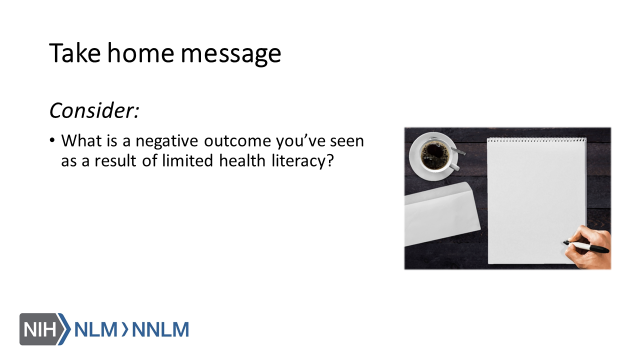 Take home message
Consider:
• What is a negative outcome you’ve seen
as a result of limited health literacy?
NIH NLM NNLM